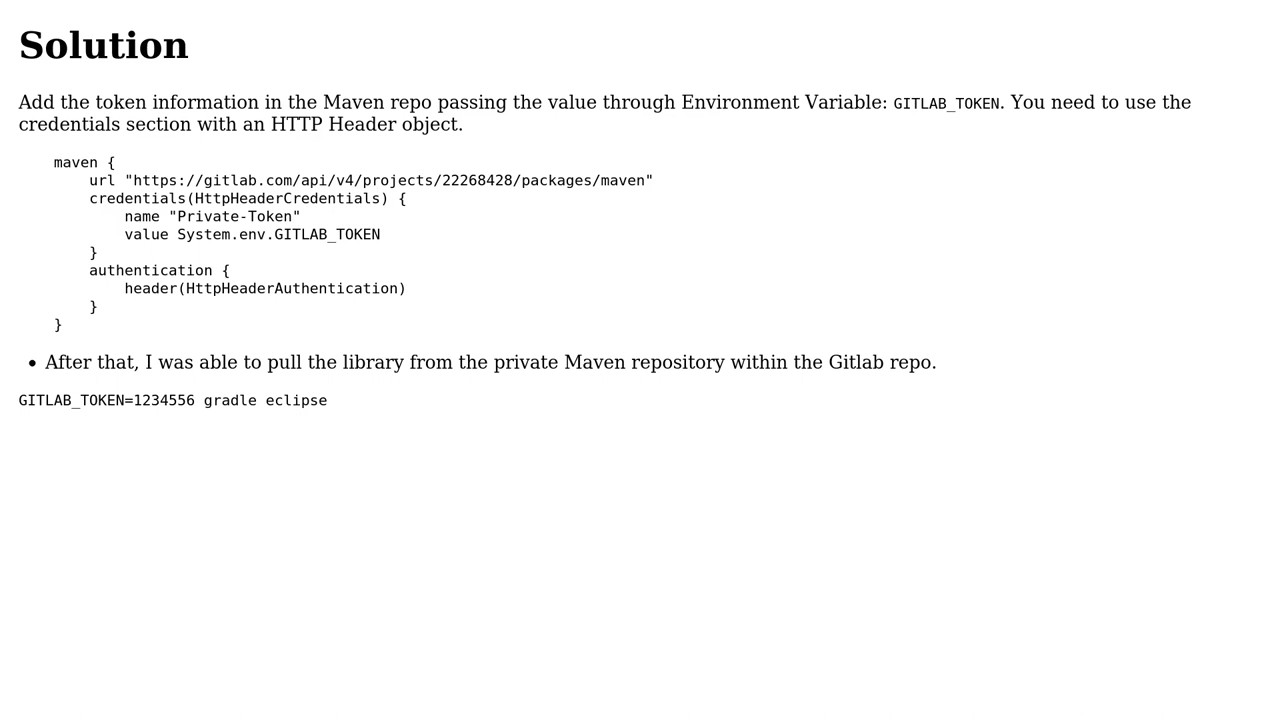 Solution
Add the token information in the Maven repo passing the value through Environment Variable: GITLAB_TOKEN. You need to use the
credentials section with an HTTP Header object.
    maven {
        url "https://gitlab.com/api/v4/projects/22268428/packages/maven"
        credentials(HttpHeaderCredentials) {
            name "Private-Token"
            value System.env.GITLAB_TOKEN
        }
        authentication {
            header(HttpHeaderAuthentication)
        }
    }
• After that, I was able to pull the library from the private Maven repository within the Gitlab repo.
GITLAB_TOKEN=1234556 gradle eclipse